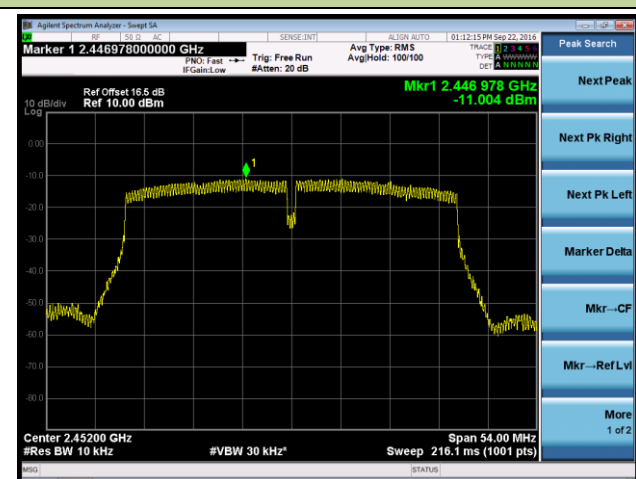 Agilent Spectrum Analyzer - Swept SA
RF 50 Ω AC SENSE:INT ALIGN AUTO 01:12:15 PM Sep 22, 2016
Marker 1 2.446978000000 GHz
PNO: Fast
IFGain:Low
Trig: Free Run
#Atten: 20 dB
Avg Type: RMS
Avg|Hold: 100/100
TRACE 1 2 3 4 5 6
TYPE A WWWWW
DET A N N N N N
Peak Search
Ref Offset 16.5 dB
10 dB/div Ref 10.00 dBm
Log
Mkr1 2.446 978 GHz
-11.004 dBm
Next Peak
0.00
Next Pk Right
1
-10.0
Next Pk Left
-20.0
-30.0
Marker Delta
-40.0
-50.0
Mkr→CF
-60.0
-70.0
Mkr→RefLvl
-80.0
More
1 of 2
Center 2.45200 GHz
Span 54.00 MHz
#Res BW 10 kHz
#VBW 30 kHz*
Sweep 216.1 ms (1001 pts)
MSG
STATUS